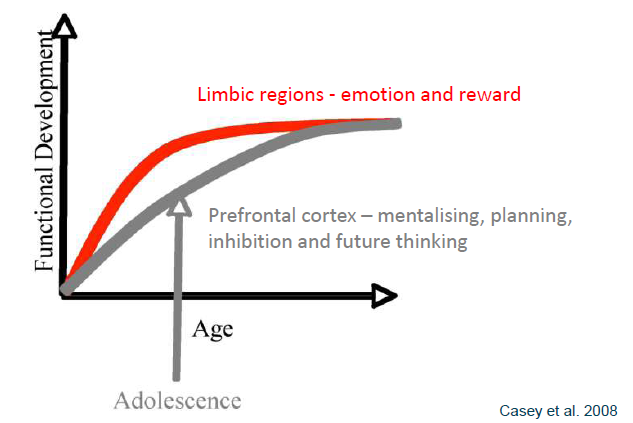 Functional Development
Limbic regions - emotion and reward
Prefrontal cortex – mentalising, planning,
inhibition and future thinking
Age
Adolescence
Casey et al. 2008